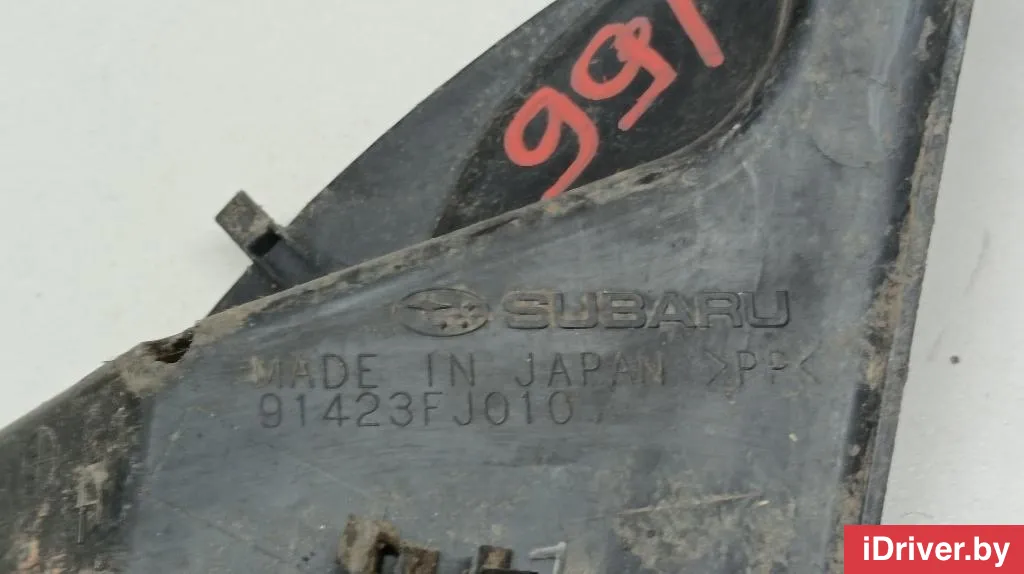 991
SUBARU
MADE IN JAPAN >PP<
91423FJ010
iDriver.by